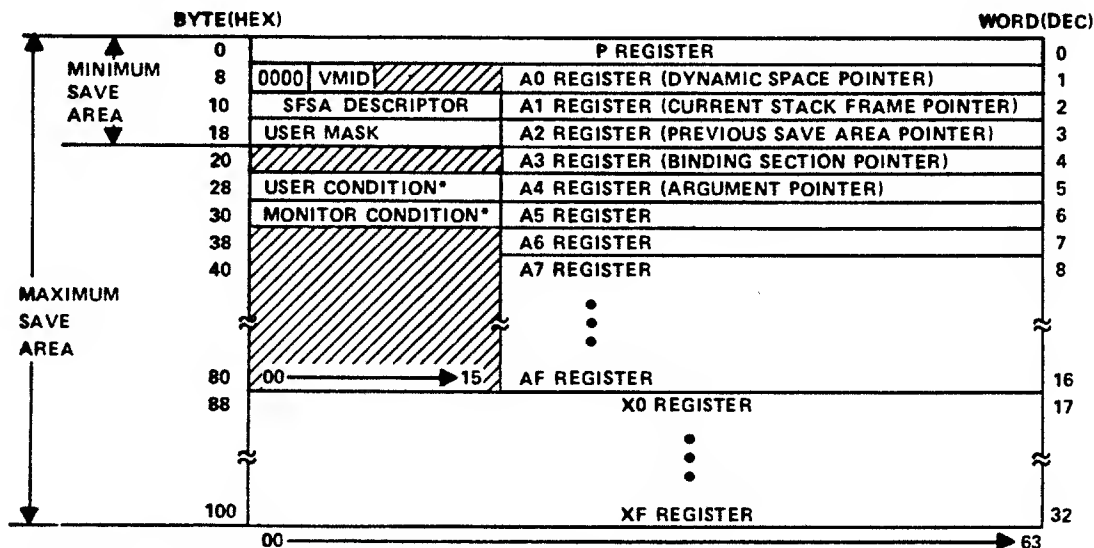 BYTE(HEX) WORD(DEC)
0 P REGISTER 0
MINIMUM SAVE AREA
8 0000 VMID A0 REGISTER (DYNAMIC SPACE POINTER) 1
10 SFSA DESCRIPTOR A1 REGISTER (CURRENT STACK FRAME POINTER) 2
18 USER MASK A2 REGISTER (PREVIOUS SAVE AREA POINTER) 3
20 A3 REGISTER (BINDING SECTION POINTER) 4
28 USER CONDITION* A4 REGISTER (ARGUMENT POINTER) 5
30 MONITOR CONDITION* A5 REGISTER 6
38 A6 REGISTER 7
40 A7 REGISTER 8
MAXIMUM
SAVE
AREA
80 00 15 AF REGISTER 16
88 X0 REGISTER 17
100 XF REGISTER 32
00 63